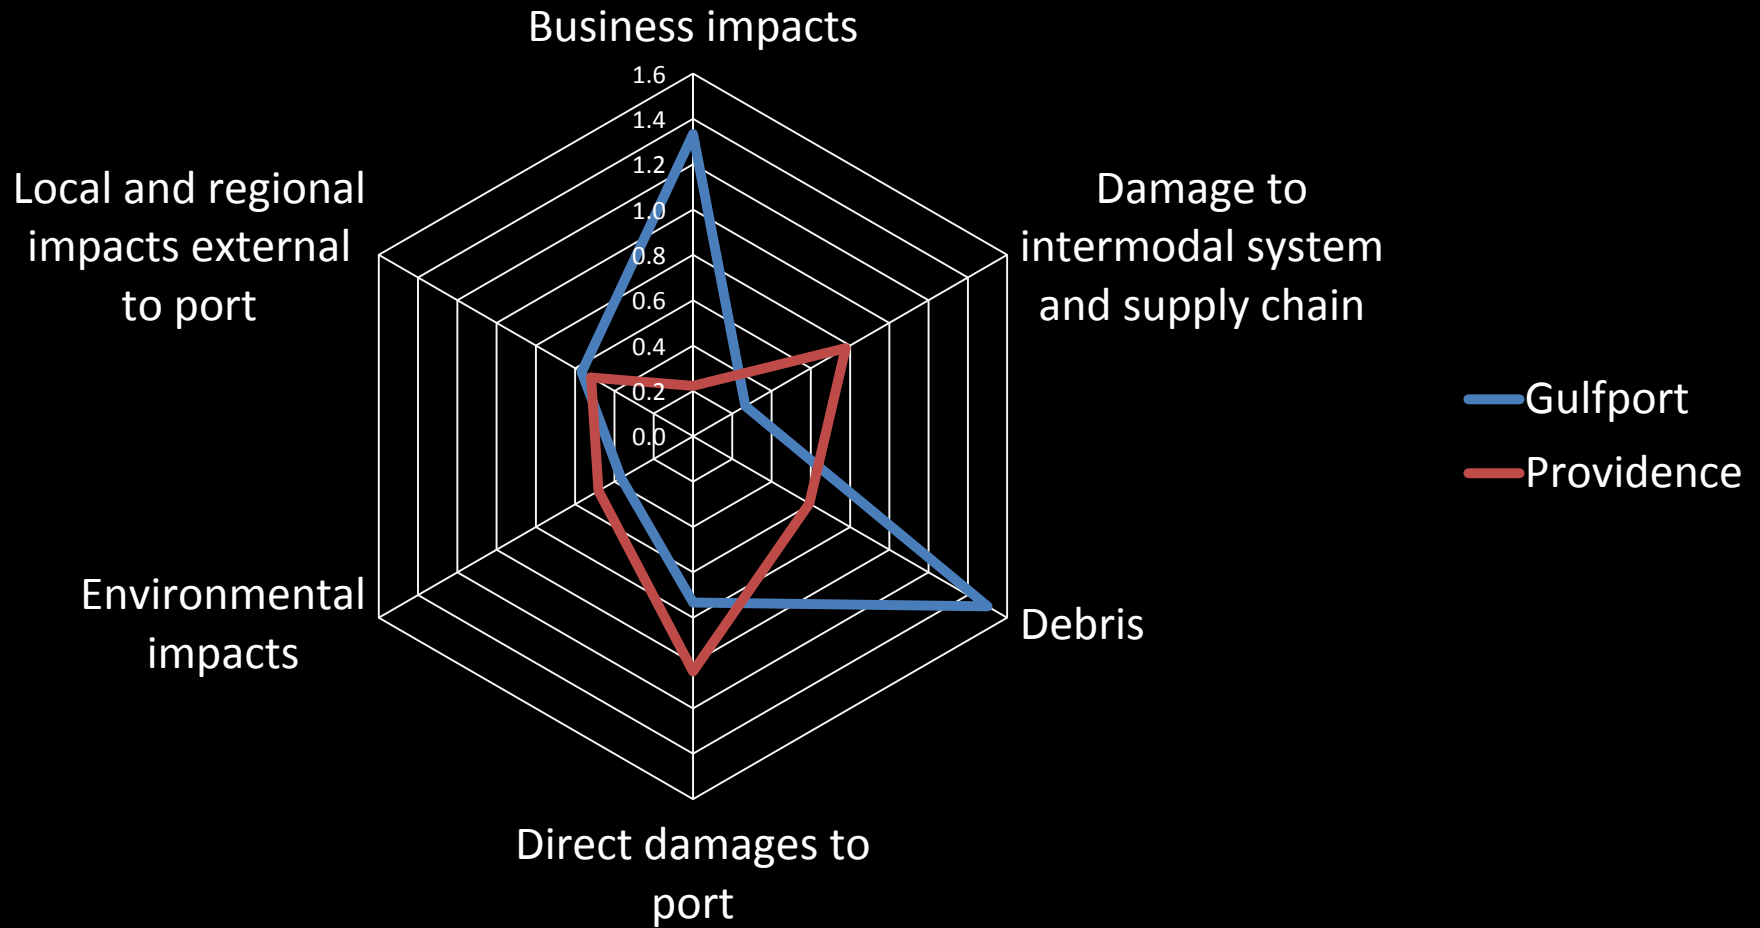 Business impacts
1.6
1.4
1.2
1.0
0.8
0.6
0.4
0.2
0.0
Damage to
intermodal system
and supply chain
Debris
Direct damages to
port
Environmental
impacts
Local and regional
impacts external
to port
Gulfport
Providence